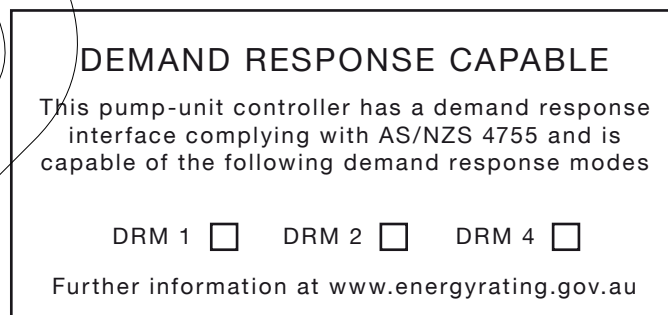 DEMAND RESPONSE CAPABLE
This pump-unit controller has a demand response
interface complying with AS/NZS 4755 and is
capable of the following demand response modes
DRM 1 DRM 2 DRM 4
Further information at www.energyrating.gov.au